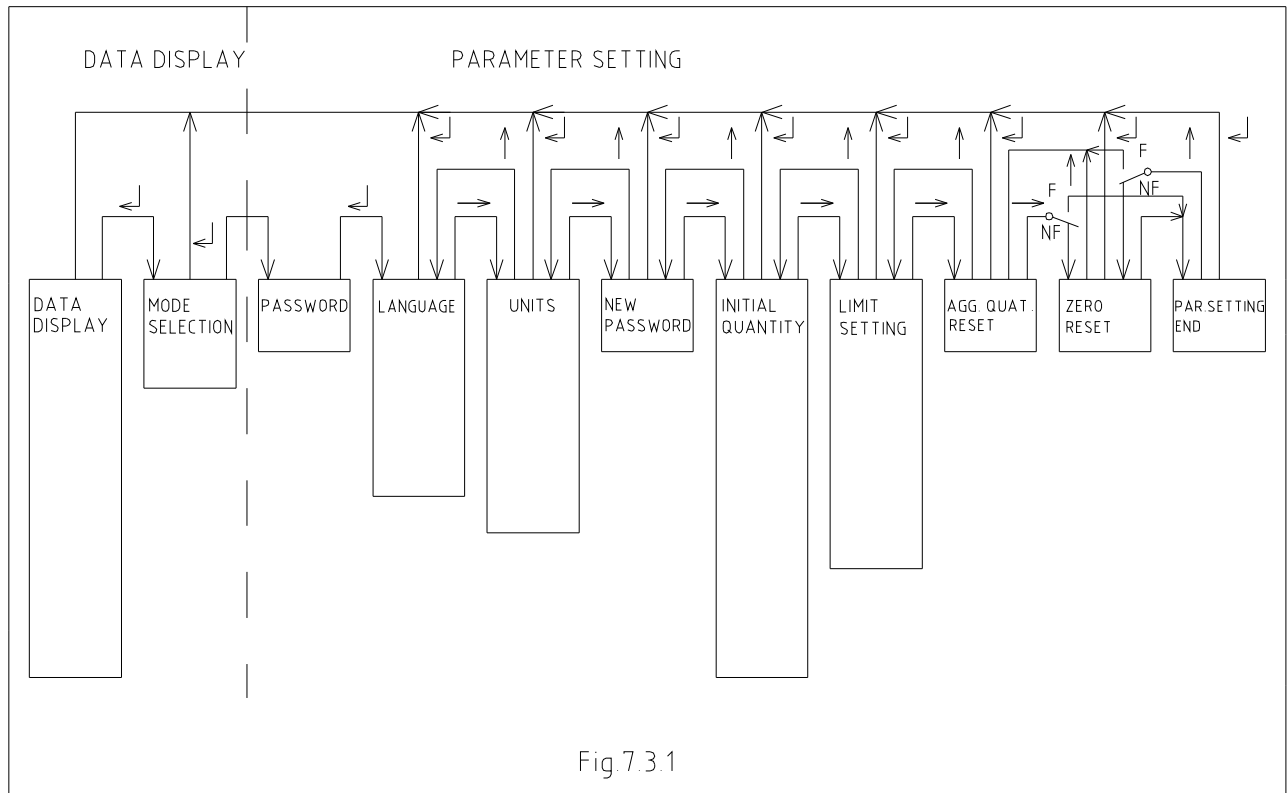 DATA DISPLAY
PARAMETER SETTING
F
NF
F
NF
DATA
DISPLAY
MODE
SELECTION
PASSWORD
LANGUAGE
UNITS
NEW
PASSWORD
INITIAL
QUANTITY
LIMIT
SETTING
AGG. QUAT.
RESET
ZERO
RESET
PAR.SETTING
END
Fig.7.3.1